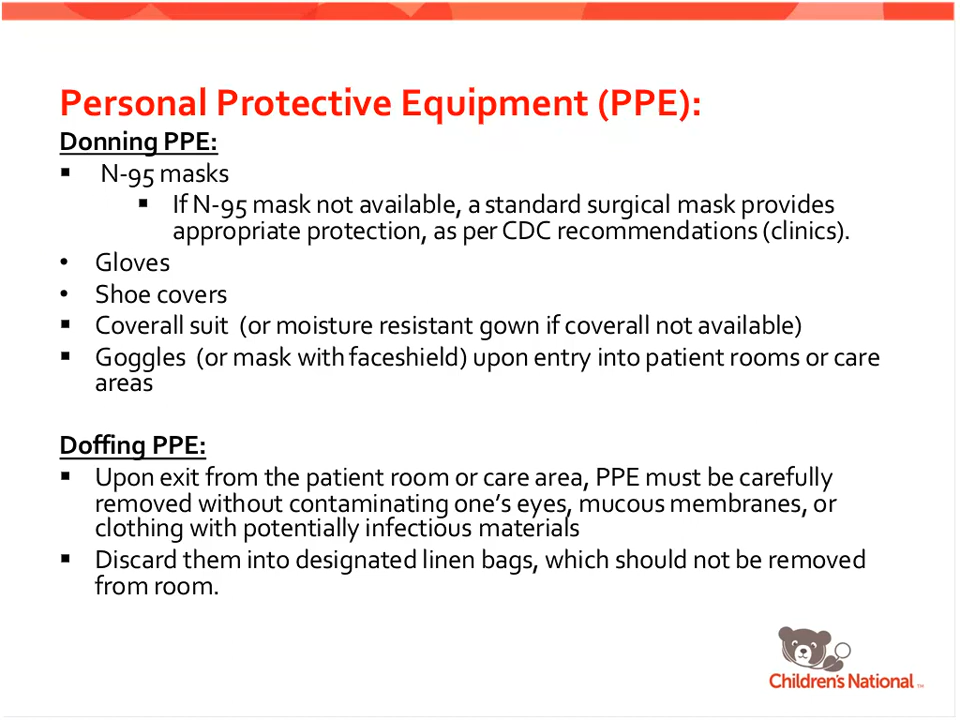 Personal Protective Equipment (PPE):
Donning PPE:
▪ N-95 masks
▪ If N-95 mask not available, a standard surgical mask provides
appropriate protection, as per CDC recommendations (clinics).
• Gloves
• Shoe covers
▪ Coverall suit (or moisture resistant gown if coverall not available)
▪ Goggles (or mask with faceshield) upon entry into patient rooms or care
areas
Doffing PPE:
▪ Upon exit from the patient room or care area, PPE must be carefully
removed without contaminating one's eyes, mucous membranes, or
clothing with potentially infectious materials
▪ Discard them into designated linen bags, which should not be removed
from room.
Children's National ™